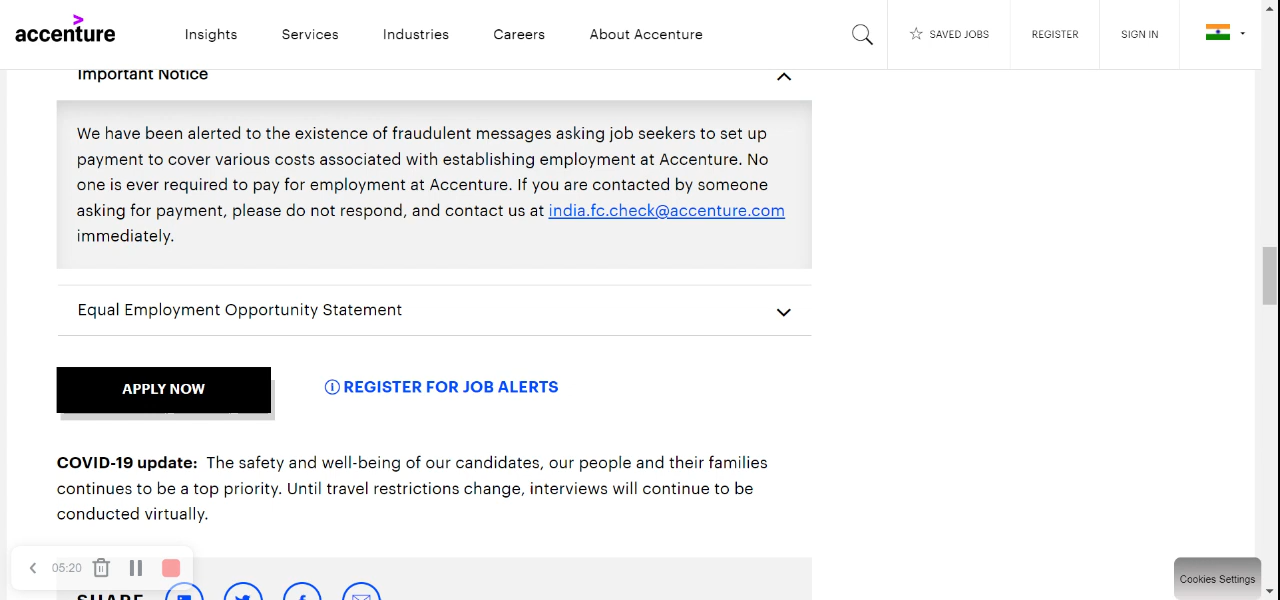 accenture
Insights
Services
Industries
Careers
About Accenture
SAVED JOBS
REGISTER
SIGN IN
Important Notice
We have been alerted to the existence of fraudulent messages asking job seekers to set up
payment to cover various costs associated with establishing employment at Accenture. No
one is ever required to pay for employment at Accenture. If you are contacted by someone
asking for payment, please do not respond, and contact us at india.fc.check@accenture.com
immediately.
Equal Employment Opportunity Statement
APPLY NOW
REGISTER FOR JOB ALERTS
COVID-19 update: The safety and well-being of our candidates, our people and their families
continues to be a top priority. Until travel restrictions change, interviews will continue to be
conducted virtually.
05:20
Cookies Settings
SHARE